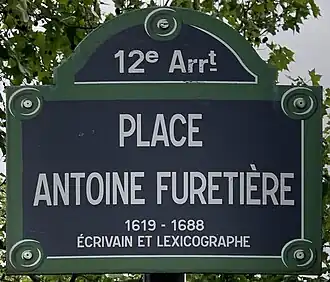 12e Arrt
PLACE
ANTOINE FURETIÈRE
1619 - 1688
ÉCRIVAIN ET LEXICOGRAPHE